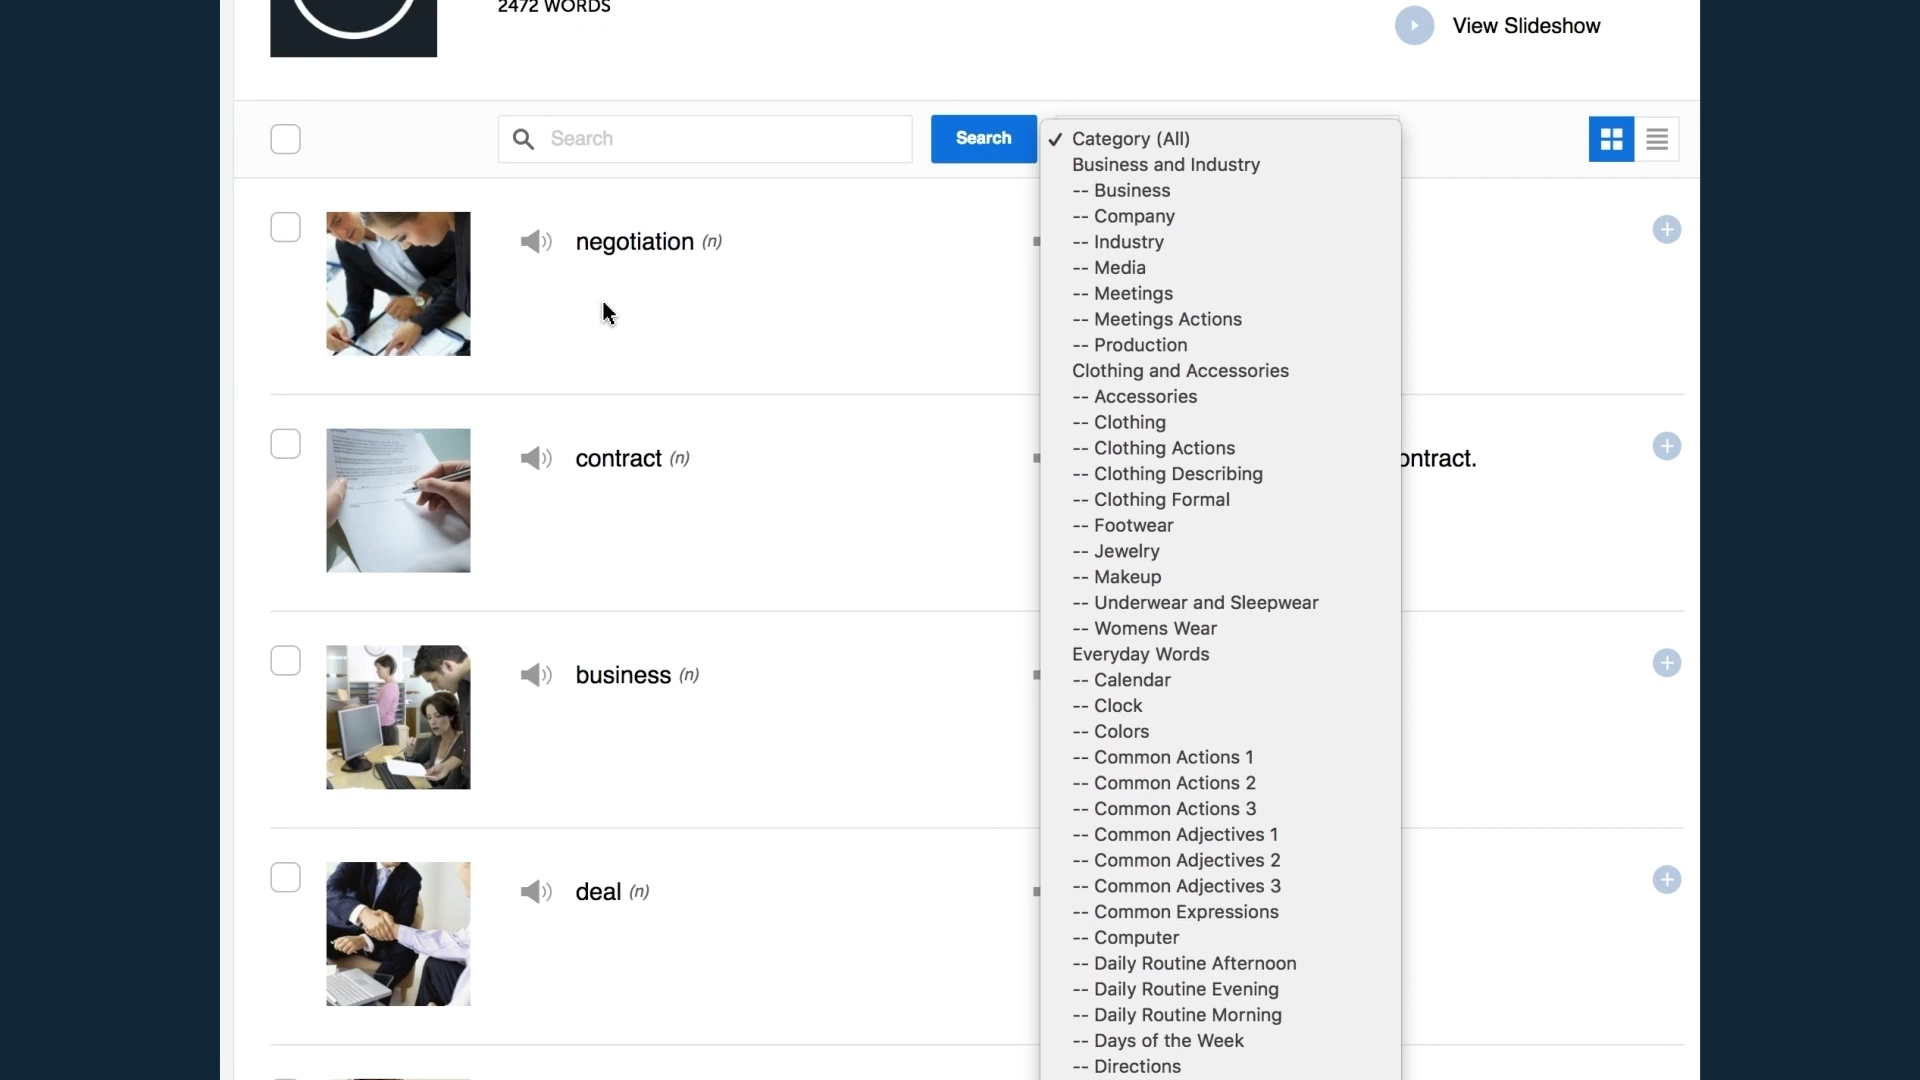 2472 WORDS
View Slideshow
Search
Search
✓ Category (All)
Business and Industry
-- Business
-- Company
-- Industry
-- Media
-- Meetings
-- Meetings Actions
-- Production
Clothing and Accessories
-- Accessories
-- Clothing
-- Clothing Actions
-- Clothing Describing
-- Clothing Formal
-- Footwear
-- Jewelry
-- Makeup
-- Underwear and Sleepwear
-- Womens Wear
Everyday Words
-- Calendar
-- Clock
-- Colors
-- Common Actions 1
-- Common Actions 2
-- Common Actions 3
-- Common Adjectives 1
-- Common Adjectives 2
-- Common Adjectives 3
-- Common Expressions
-- Computer
-- Daily Routine Afternoon
-- Daily Routine Evening
-- Daily Routine Morning
-- Days of the Week
-- Directions
negotiation (n)
contract (n)
ontract.
business (n)
deal (n)